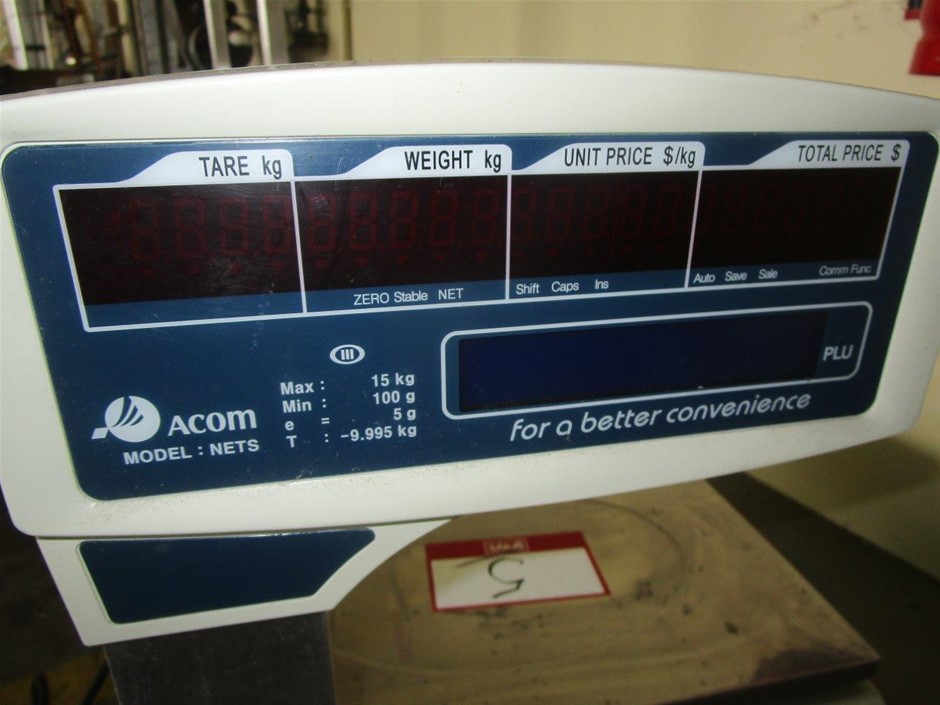 TARE kg
WEIGHT kg
UNIT PRICE $/kg
TOTAL PRICE $
ZERO Stable NET
Shift Caps Ins
Auto Save Sale Comm Func
III
Max : 15 kg
Min : 100 g
e = 5 g
T : -9.995 kg
ACOM
MODEL : NETS
PLU
for a better convenience
5